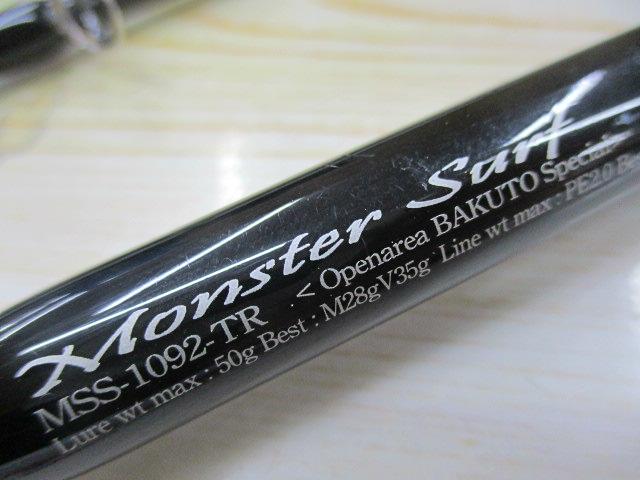 Monster Surf
MSS-1092-TR < Openarea BAKUTO Special>
Lure wt max : 50g Best : M28gV35g Line wt max : PE2.0